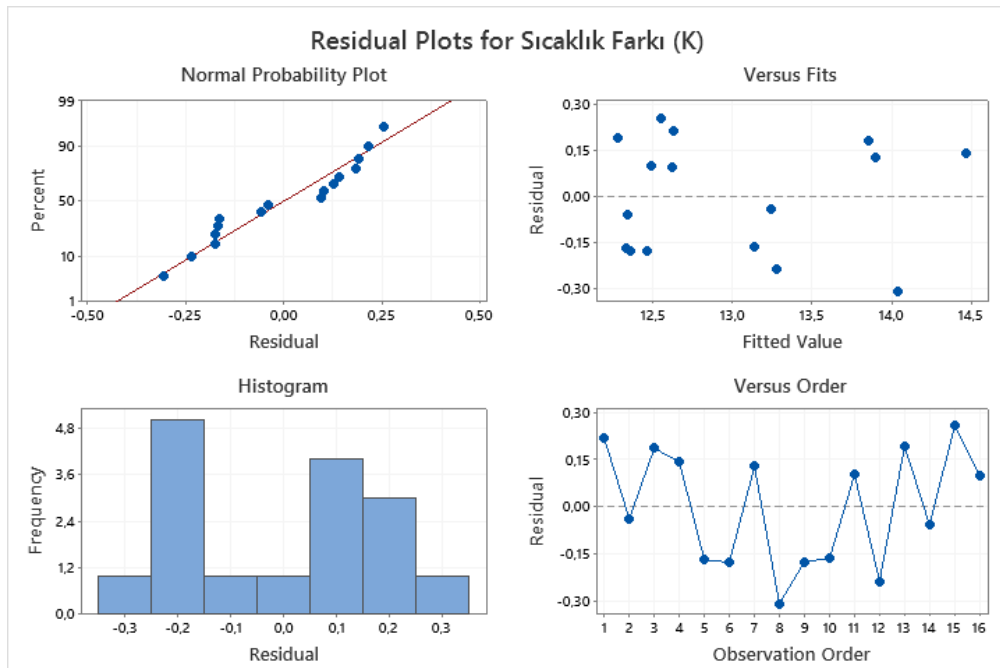 Residual Plots for Sıcaklık Farkı (K)
Normal Probability Plot
99
90
50
10
1
Percent
-0,50 -0,25 0,00 0,25 0,50
Residual
Versus Fits
0,30
0,15
0,00
-0,15
-0,30
Residual
12,5 13,0 13,5 14,0 14,5
Fitted Value
Histogram
4,8
3,6
2,4
1,2
0,0
Frequency
-0,3 -0,2 -0,1 0,0 0,1 0,2 0,3
Residual
Versus Order
0,30
0,15
0,00
-0,15
-0,30
Residual
1 2 3 4 5 6 7 8 9 10 11 12 13 14 15 16
Observation Order